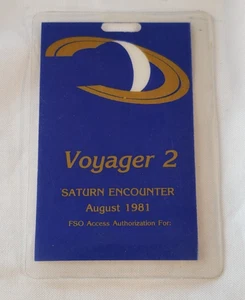 Voyager 2
SATURN ENCOUNTER
August 1981
FSO Access Authorization For: